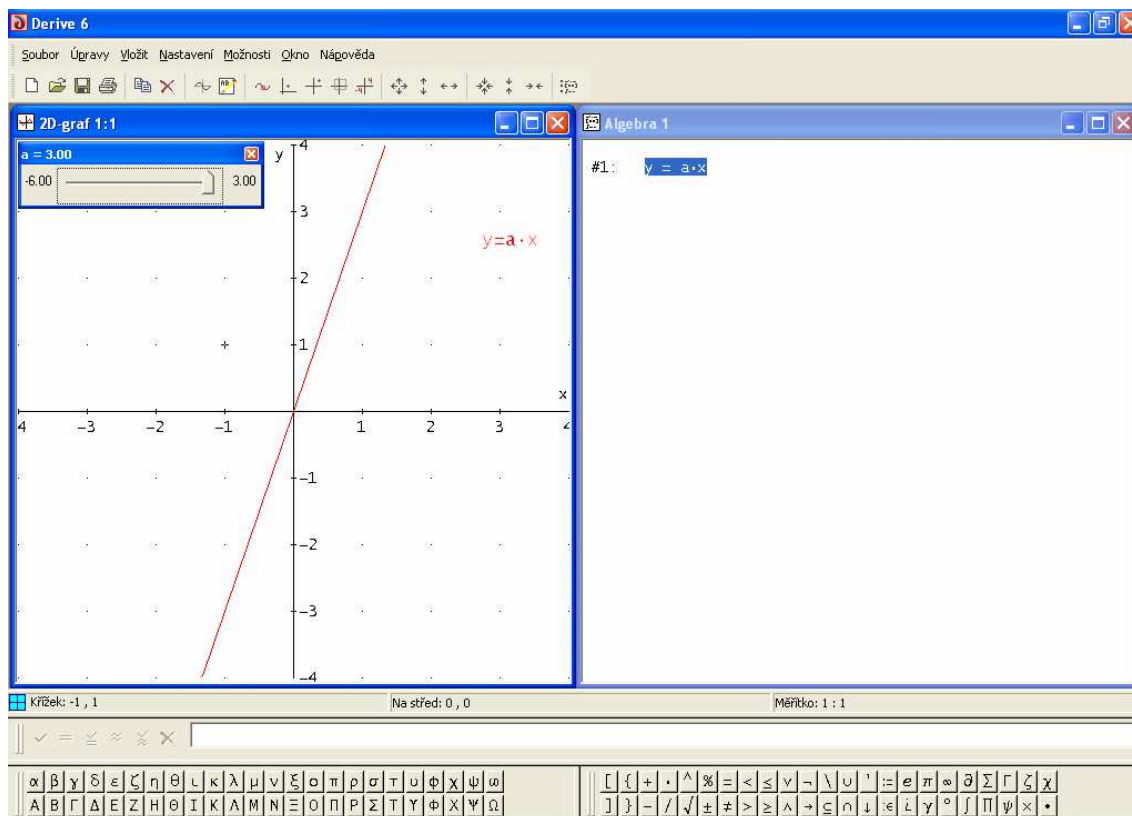 Derive 6
Soubor Úpravy Vložit Nastavení Možnosti Okno Nápověda
2D-graf 1:1
a = 3.00
-6.00 3.00
y
4
3
2
1
x
4 -3 -2 -1 1 2 3
-1
-2
-3
-4
y=a·x
Algebra 1
#1: y = a·x
Křížek: -1 , 1 Na střed: 0 , 0 Měřítko: 1 : 1
✓ = ≚ ≈ ✕
α β γ δ ε ζ η θ ι κ λ μ ν ξ ο π ρ σ τ υ φ χ ψ ω
Α Β Γ Δ Ε Ζ Η Θ Ι Κ Λ Μ Ν Ξ Ο Π Ρ Σ Τ Υ Φ Χ Ψ Ω
[ { + · ^ % = < ≤ ∨ ¬ \ ∪ ' := e π ∞ ∂ Σ Γ ζ χ
] } - / √ ± ≠ > ≥ ∧ → ⊆ ∩ ↓ :∈ i γ ° ∫ Π ψ × •